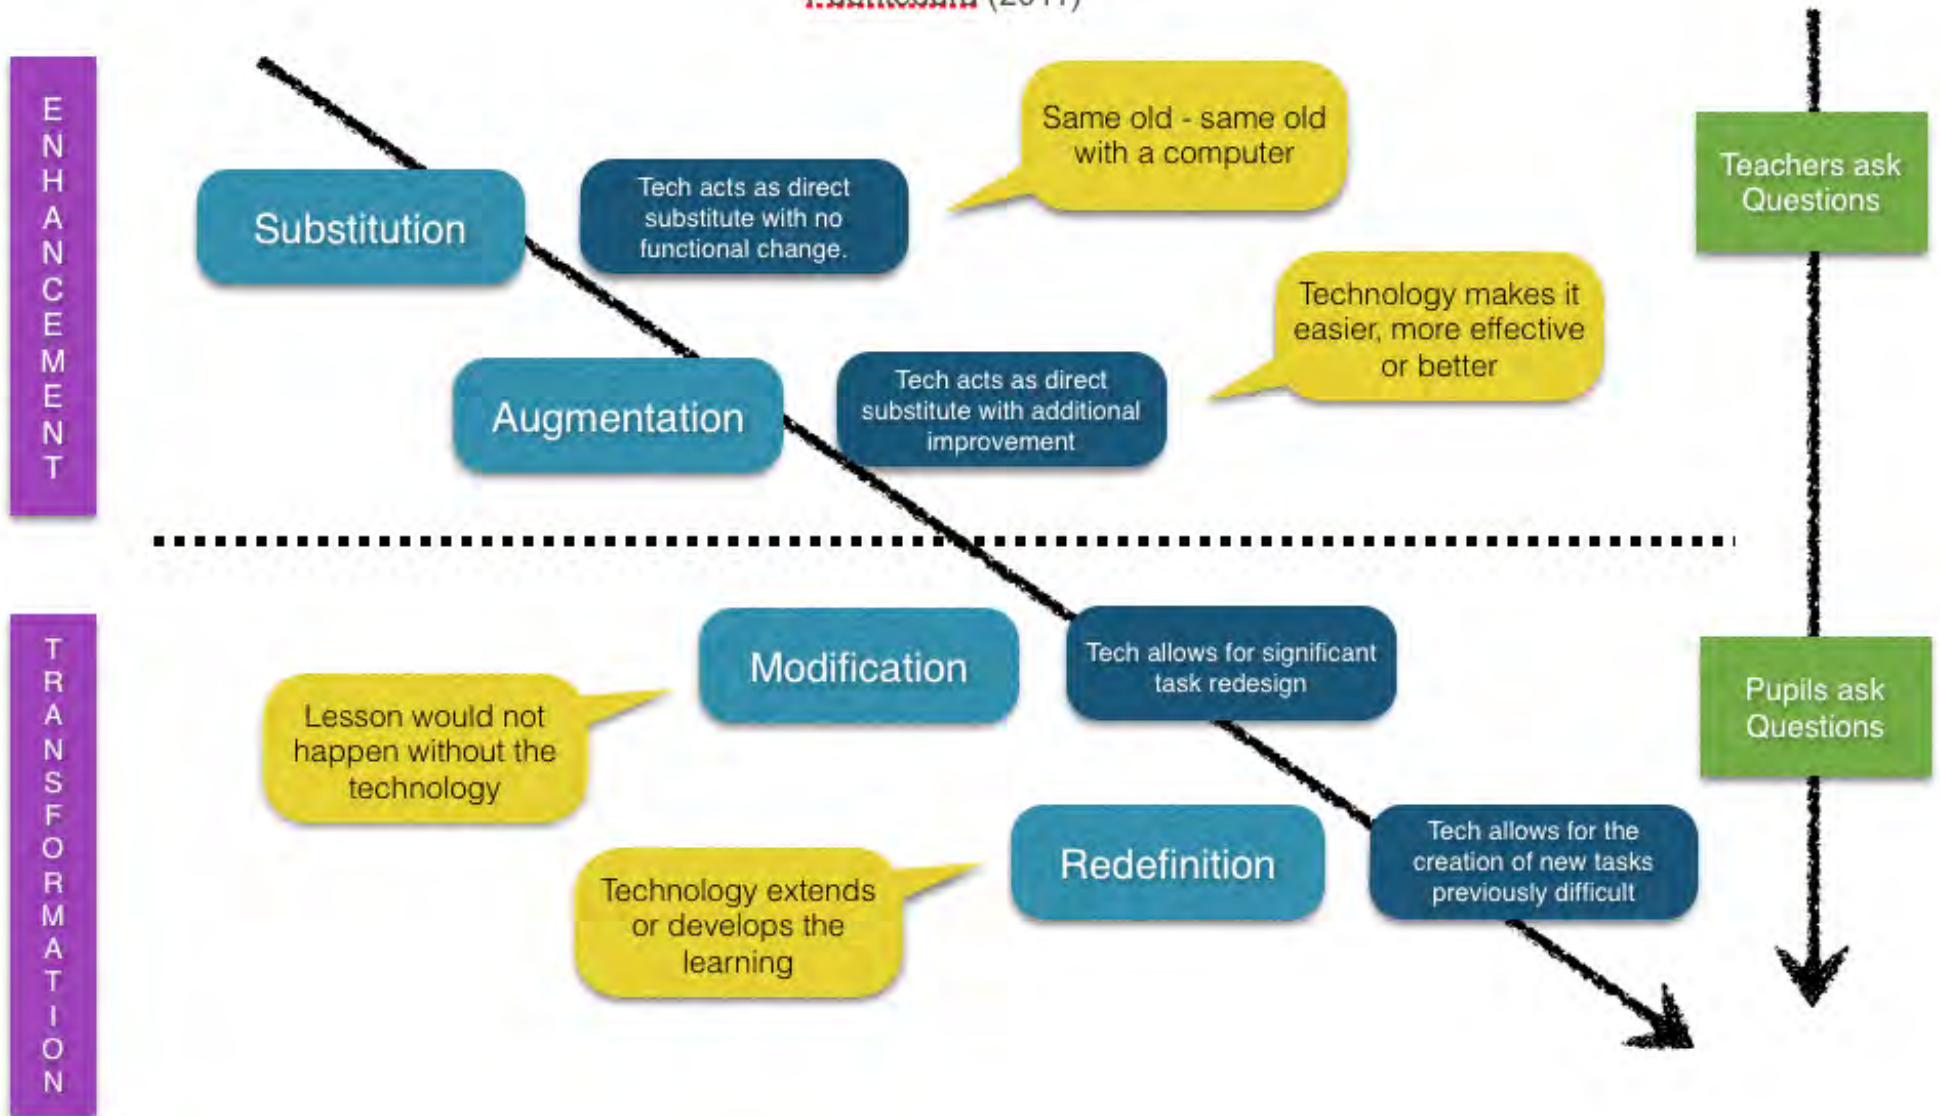 (2017)
ENHANCEMENT
Substitution
Tech acts as direct
substitute with no
functional change.
Same old - same old
with a computer
Teachers ask
Questions
Augmentation
Tech acts as direct
substitute with additional
improvement
Technology makes it
easier, more effective
or better
TRANSFORMATION
Modification
Tech allows for significant
task redesign
Lesson would not
happen without the
technology
Pupils ask
Questions
Redefinition
Tech allows for the
creation of new tasks
previously difficult
Technology extends
or develops the
learning